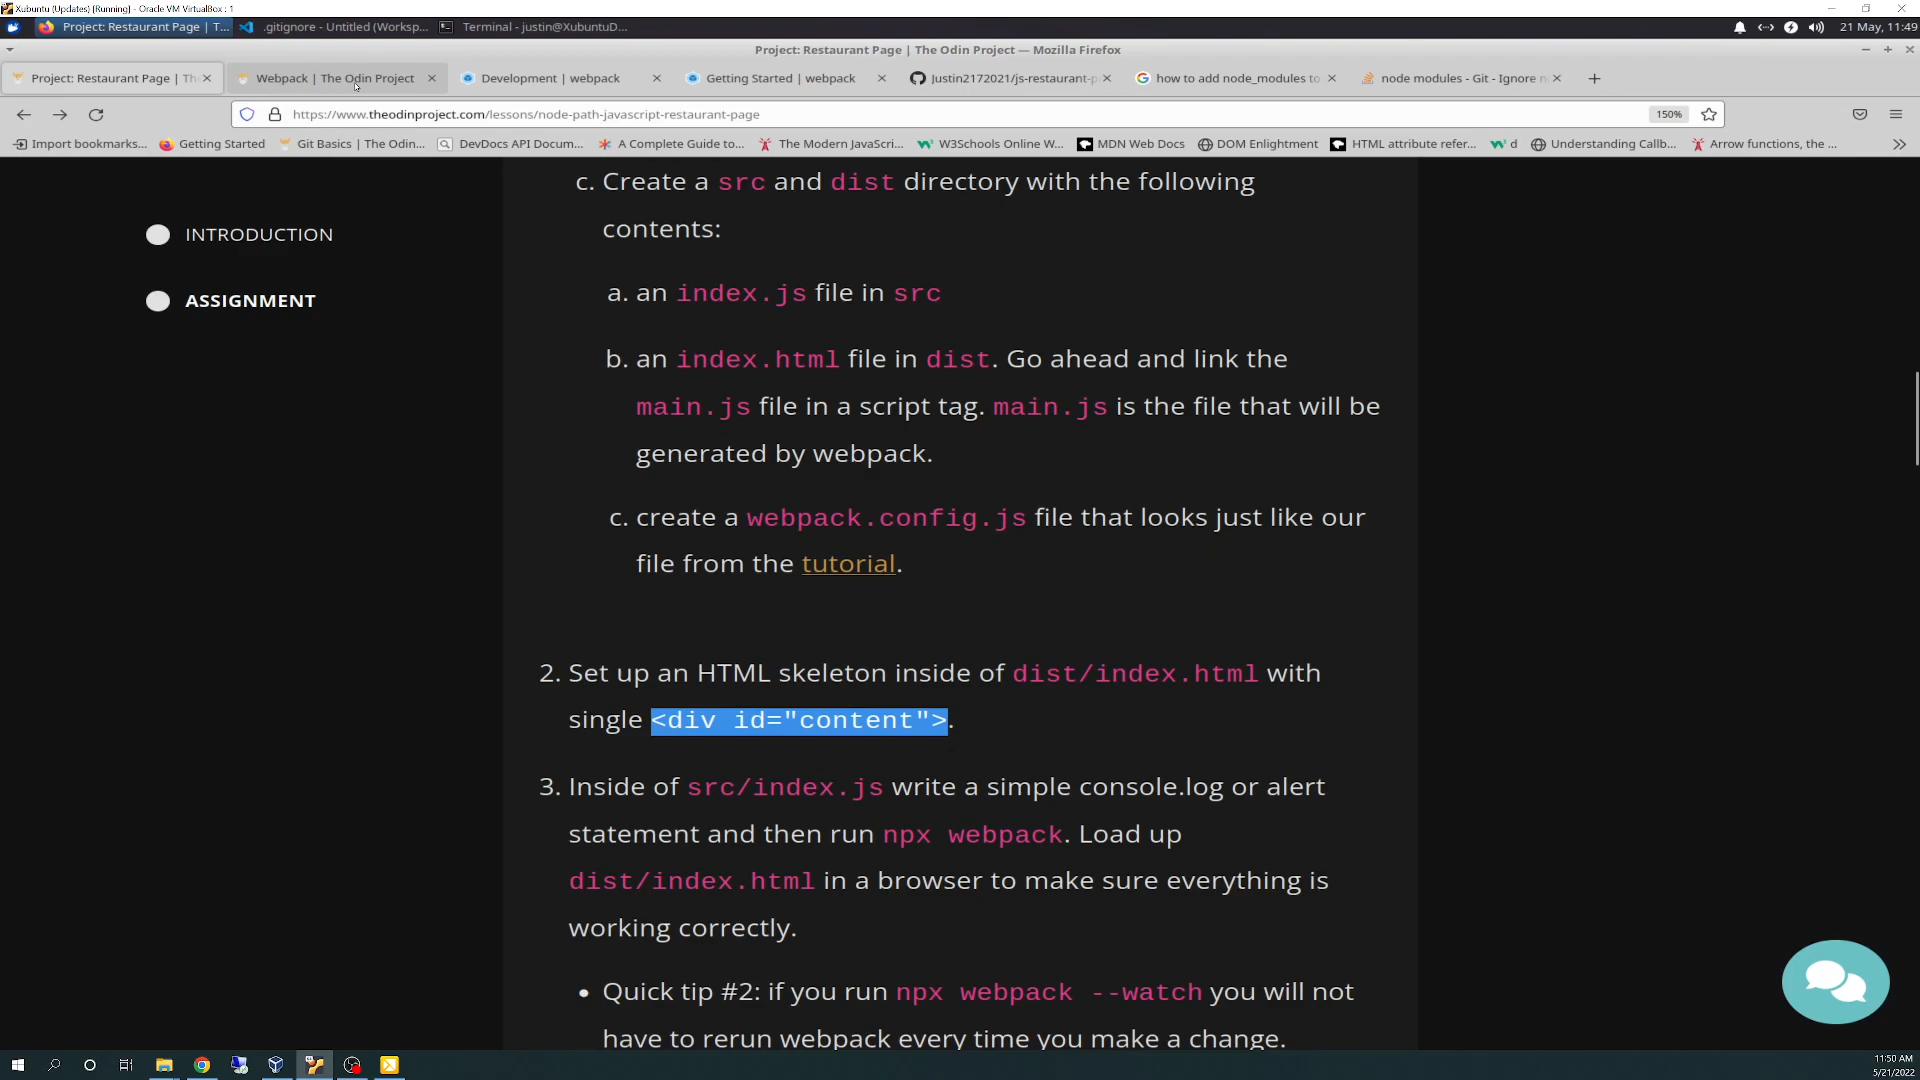 Xubuntu (Updates) [Running] - Oracle VM VirtualBox : 1
Project: Restaurant Page | T...
.gitignore - Untitled (Worksp...
Terminal - justin@XubuntuD...
21 May, 11:49
Project: Restaurant Page | The Odin Project — Mozilla Firefox
Project: Restaurant Page | Th
Webpack | The Odin Project
Development | webpack
Getting Started | webpack
Justin2172021/js-restaurant-p
how to add node_modules to
node modules - Git - Ignore n
https://www.theodinproject.com/lessons/node-path-javascript-restaurant-page
150%
Import bookmarks...
Getting Started
Git Basics | The Odin...
DevDocs API Docum...
A Complete Guide to...
The Modern JavaScri...
W3Schools Online W...
MDN Web Docs
DOM Enlightment
HTML attribute refer...
d
Understanding Callb...
Arrow functions, the ...
INTRODUCTION
ASSIGNMENT
c. Create a src and dist directory with the following
contents:
a. an index.js file in src
b. an index.html file in dist. Go ahead and link the
main.js file in a script tag. main.js is the file that will be
generated by webpack.
c. create a webpack.config.js file that looks just like our
file from the tutorial.
2. Set up an HTML skeleton inside of dist/index.html with
single <div id="content">.
3. Inside of src/index.js write a simple console.log or alert
statement and then run npx webpack. Load up
dist/index.html in a browser to make sure everything is
working correctly.
• Quick tip #2: if you run npx webpack --watch you will not
have to rerun webpack every time you make a change.
11:50 AM
5/21/2022